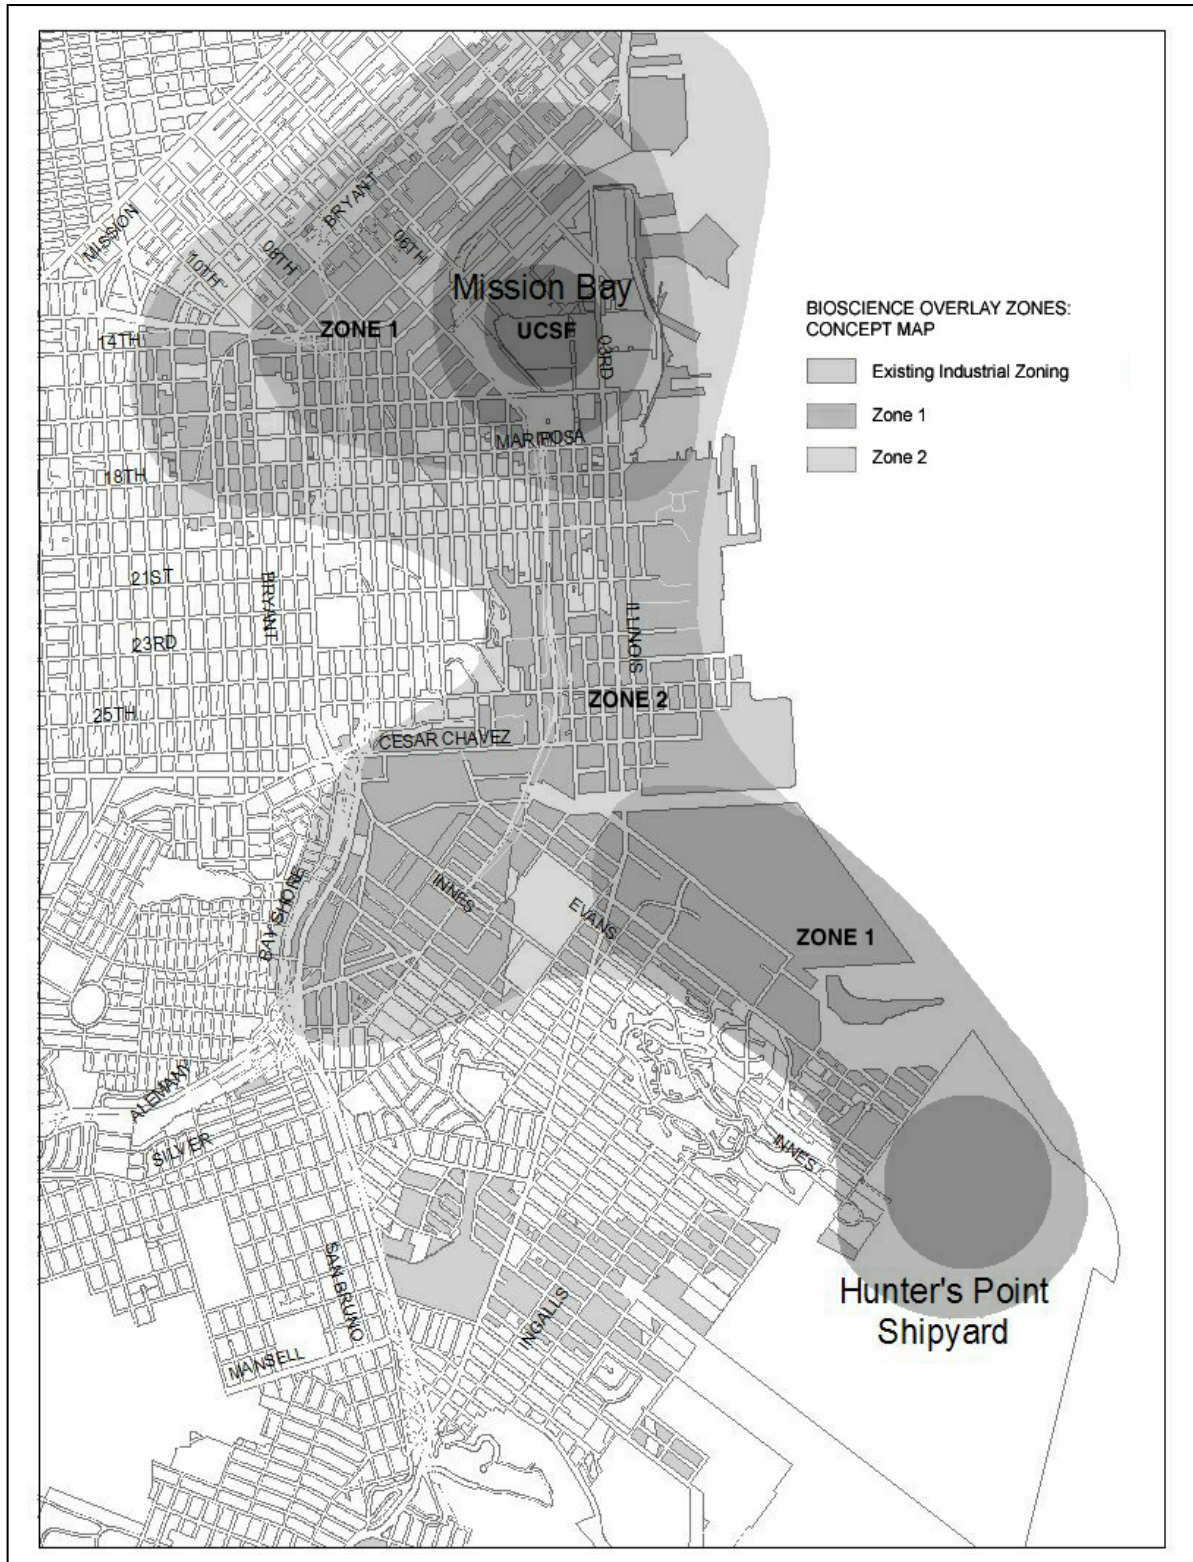 MISSION
BRYANT
10TH
08TH
06TH
Mission Bay
ZONE 1
UCSF
03RD
14TH
MARIPOSA
18TH
BIOSCIENCE OVERLAY ZONES:
CONCEPT MAP
Existing Industrial Zoning
Zone 1
Zone 2
21ST
BRYANT
ILLINOIS
23RD
ZONE 2
25TH
CESAR CHAVEZ
BAY SHORE
INNES
EVANS
ZONE 1
ALEMANY
SILVER
INNES
SAN BRUNO
INGALLS
MANSELL
Hunter's Point
Shipyard